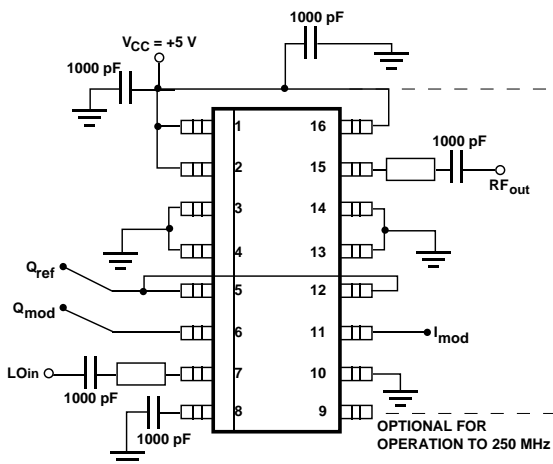 1000 pF
VCC = +5 V
1000 pF
1 16
1000 pF
2 15
RFout
3 14
4 13
Qref
5 12
Qmod
6 11 Imod
LOin 7 10
1000 pF
8 9
1000 pF
OPTIONAL FOR
OPERATION TO 250 MHz